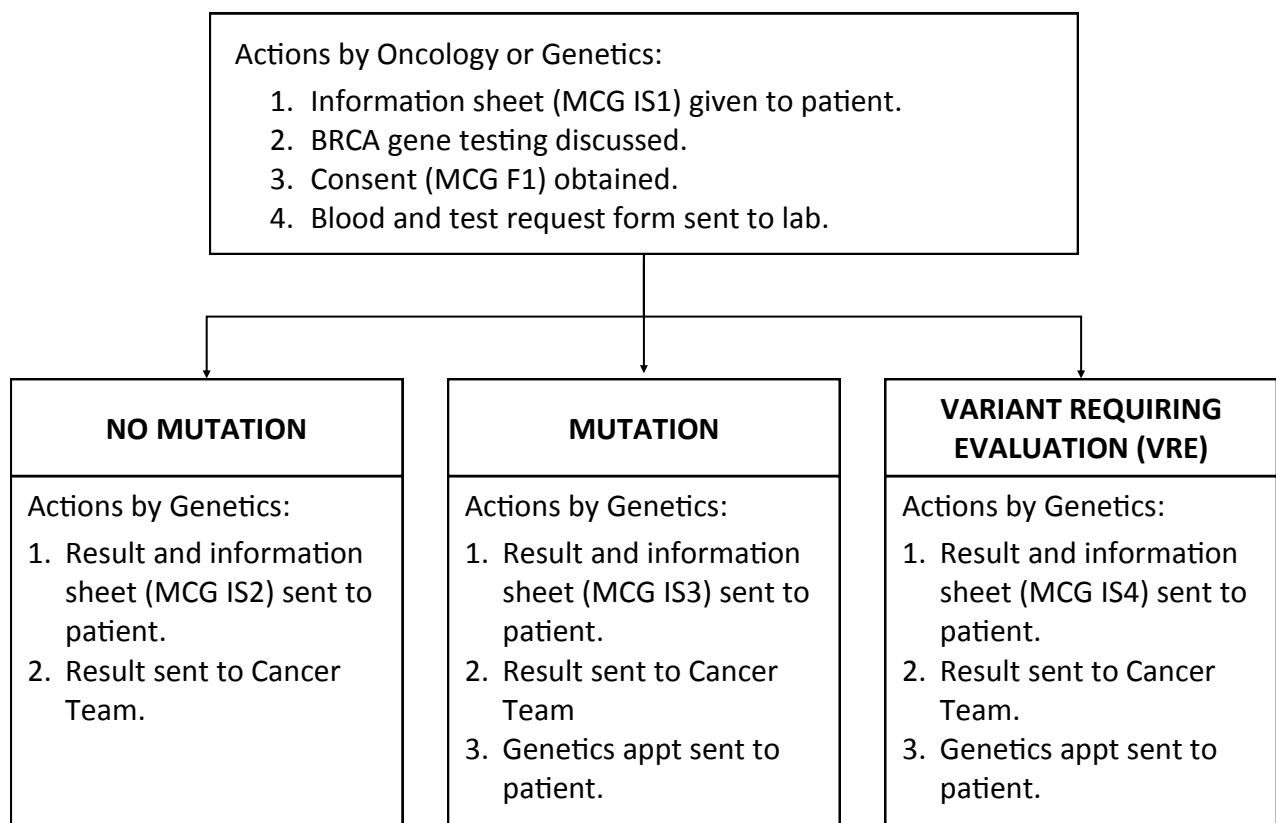 Actions by Oncology or Genetics:
1. Information sheet (MCG IS1) given to patient.
2. BRCA gene testing discussed.
3. Consent (MCG F1) obtained.
4. Blood and test request form sent to lab.
NO MUTATION
Actions by Genetics:
1. Result and information
sheet (MCG IS2) sent to
patient.
2. Result sent to Cancer
Team.
MUTATION
Actions by Genetics:
1. Result and information
sheet (MCG IS3) sent to
patient.
2. Result sent to Cancer
Team
3. Genetics appt sent to
patient.
VARIANT REQUIRING
EVALUATION (VRE)
Actions by Genetics:
1. Result and information
sheet (MCG IS4) sent to
patient.
2. Result sent to Cancer
Team.
3. Genetics appt sent to
patient.